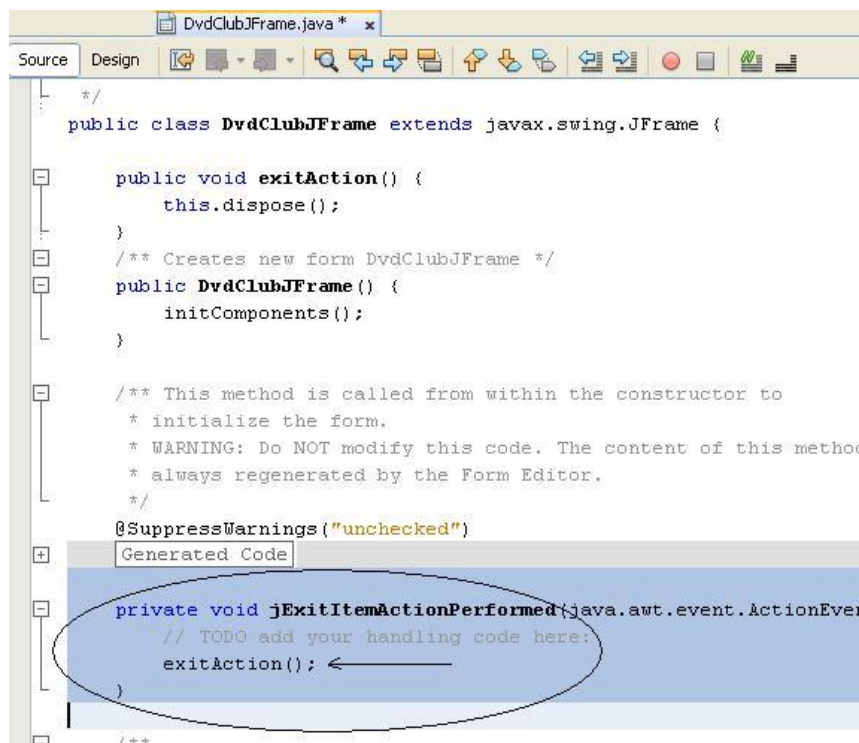 DvdClubJFrame.java * x
Source Design
*/
public class DvdClubJFrame extends javax.swing.JFrame {
public void exitAction() {
this.dispose();
}
/** Creates new form DvdClubJFrame */
public DvdClubJFrame() {
initComponents();
}
/** This method is called from within the constructor to
* initialize the form.
* WARNING: Do NOT modify this code. The content of this method
* always regenerated by the Form Editor.
*/
@SuppressWarnings("unchecked")
Generated Code
private void jExitItemActionPerformed(java.awt.event.ActionEve
// TODO add your handling code here:
exitAction();
}
/**